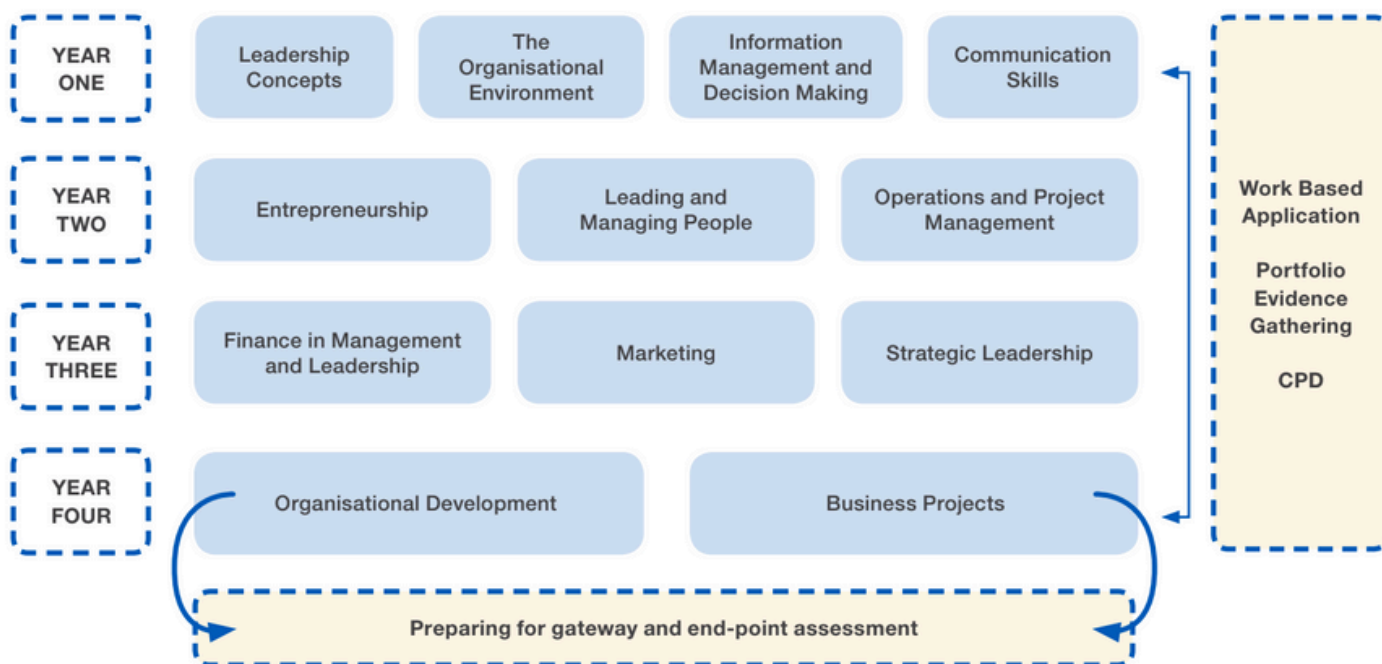 YEAR
ONE
Leadership
Concepts
The
Organisational
Environment
Information
Management and
Decision Making
Communication
Skills
YEAR
TWO
Entrepreneurship
Leading and
Managing People
Operations and Project
Management
YEAR
THREE
Finance in Management
and Leadership
Marketing
Strategic Leadership
YEAR
FOUR
Organisational Development
Business Projects
Preparing for gateway and end-point assessment
Work Based
Application
Portfolio
Evidence
Gathering
CPD